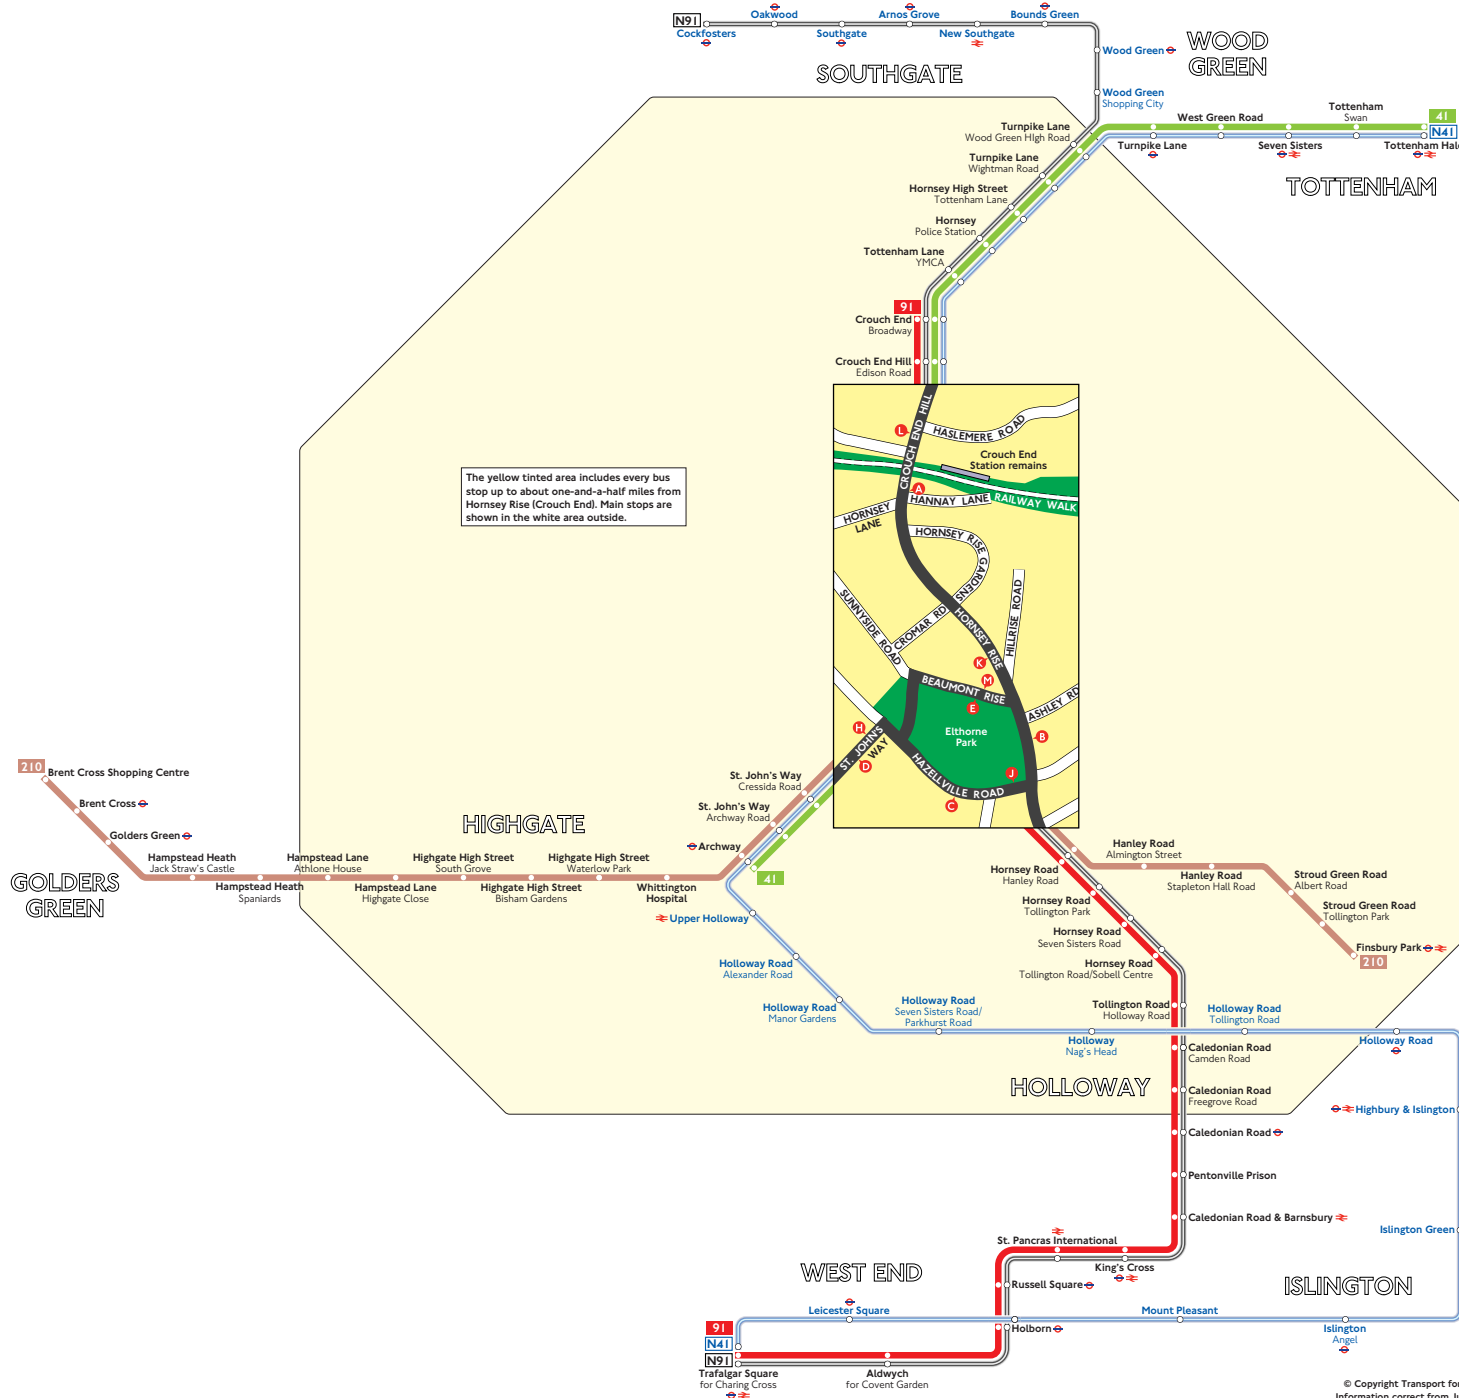 N91
Cockfosters
Oakwood
Southgate
Arnos Grove
New Southgate
Bounds Green
Wood Green
WOOD
GREEN
SOUTHGATE
Wood Green
Shopping City
Turnpike Lane
Wood Green High Road
Turnpike Lane
Wightman Road
Hornsey High Street
Tottenham Lane
Hornsey
Police Station
Tottenham Lane
YMCA
West Green Road
Tottenham
Swan
41
N41
Turnpike Lane
Seven Sisters
Tottenham Hale
TOTTENHAM
91
Crouch End
Broadway
Crouch End Hill
Edison Road
The yellow tinted area includes every bus
stop up to about one-and-a-half miles from
Hornsey Rise (Crouch End). Main stops are
shown in the white area outside.
CROUCH END HILL
L
HASLEMERE ROAD
Crouch End
Station remains
A
HANNAY LANE
RAILWAY WALK
HORNSEY
LANE
HORNSEY RISE
GARDENS
SUNNYSIDE ROAD
CROMAR RD
HORNSEY RISE
HILLRISE ROAD
K
M
BEAUMONT RISE
E
ASHLEY RD
H
Elthorne
Park
B
ST. JOHN'S
WAY
D
HAZELLVILLE ROAD
J
C
210
Brent Cross Shopping Centre
Brent Cross
Golders Green
GOLDERS
GREEN
HIGHGATE
Hampstead Heath
Jack Straw's Castle
Hampstead Heath
Spaniards
Hampstead Lane
Athlone House
Hampstead Lane
Highgate Close
Highgate High Street
South Grove
Highgate High Street
Bisham Gardens
Highgate High Street
Waterlow Park
Whittington
Hospital
St. John's Way
Cressida Road
St. John's Way
Archway Road
Archway
41
Upper Holloway
Holloway Road
Alexander Road
Holloway Road
Manor Gardens
Holloway Road
Seven Sisters Road/
Parkhurst Road
Holloway
Nag's Head
Holloway Road
Tollington Road
Holloway Road
Hanley Road
Almington Street
Hanley Road
Stapleton Hall Road
Stroud Green Road
Albert Road
Stroud Green Road
Tollington Park
Finsbury Park
210
Hornsey Road
Hanley Road
Hornsey Road
Tollington Park
Hornsey Road
Seven Sisters Road
Hornsey Road
Tollington Road/Sobell Centre
Tollington Road
Holloway Road
Caledonian Road
Camden Road
HOLLOWAY
Caledonian Road
Freegrove Road
Highbury & Islington
Caledonian Road
Pentonville Prison
Caledonian Road & Barnsbury
Islington Green
St. Pancras International
King's Cross
WEST END
Russell Square
ISLINGTON
Leicester Square
Mount Pleasant
Holborn
Islington
Angel
91
N41
N91
Trafalgar Square
for Charing Cross
Aldwych
for Covent Garden
© Copyright Transport for
Information correct from